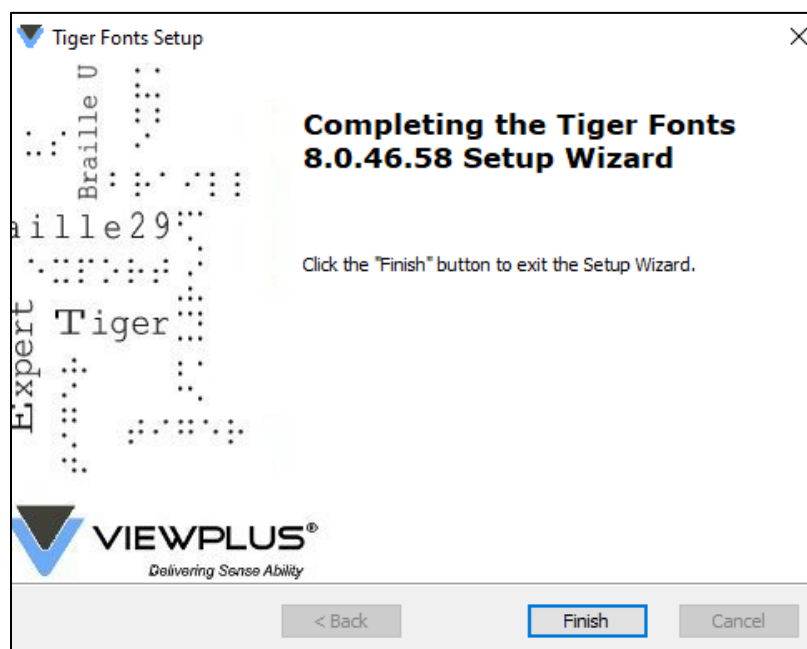 Tiger Fonts Setup
Braille U
Completing the Tiger Fonts
8.0.46.58 Setup Wizard
aille29
Click the "Finish" button to exit the Setup Wizard.
Tiger
Expert
VIEWPLUS®
Delivering Sense Ability
< Back
Finish
Cancel